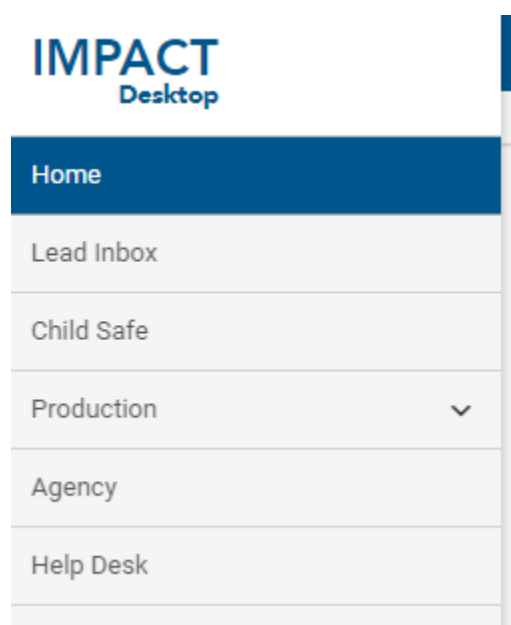 IMPACT
Desktop
Home
Lead Inbox
Child Safe
Production
Agency
Help Desk